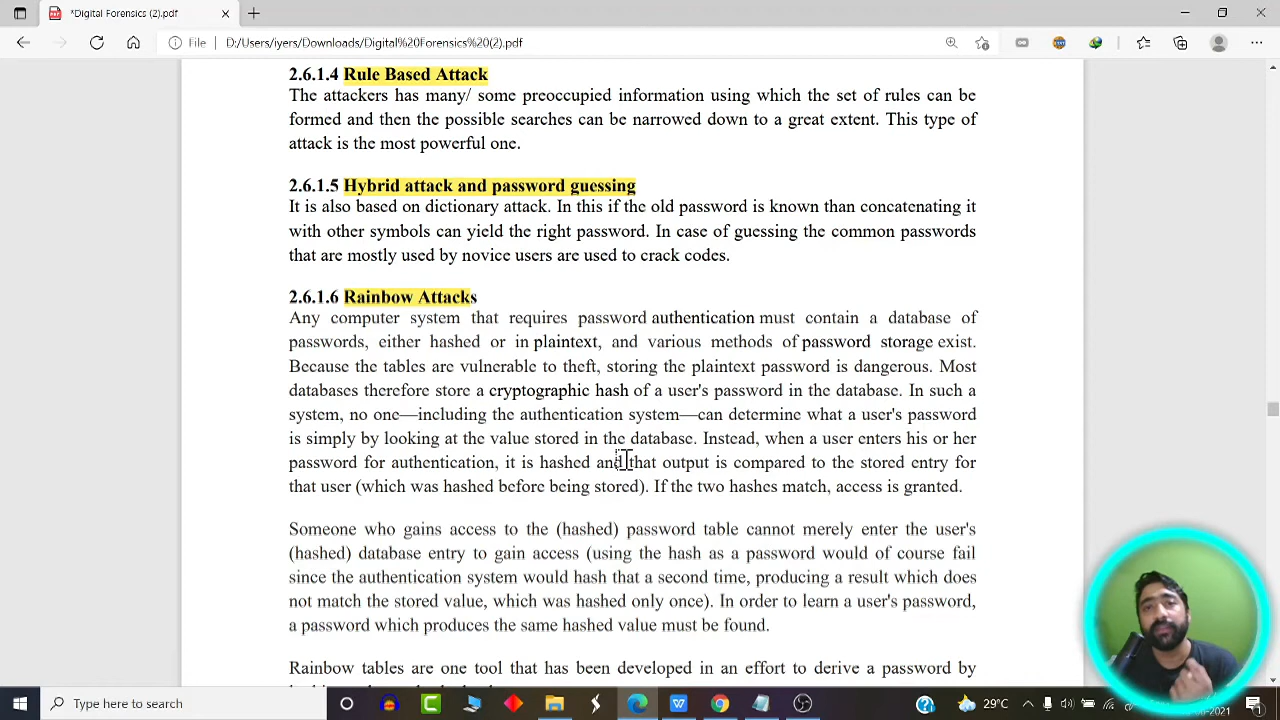 *Digital Forensics (2).pdf
File
D:/Users/iyers/Downloads/Digital%20Forensics%20(2).pdf
2.6.1.4 Rule Based Attack
The attackers has many/ some preoccupied information using which the set of rules can be
formed and then the possible searches can be narrowed down to a great extent. This type of
attack is the most powerful one.
2.6.1.5 Hybrid attack and password guessing
It is also based on dictionary attack. In this if the old password is known than concatenating it
with other symbols can yield the right password. In case of guessing the common passwords
that are mostly used by novice users are used to crack codes.
2.6.1.6 Rainbow Attacks
Any computer system that requires password authentication must contain a database of
passwords, either hashed or in plaintext, and various methods of password storage exist.
Because the tables are vulnerable to theft, storing the plaintext password is dangerous. Most
databases therefore store a cryptographic hash of a user's password in the database. In such a
system, no one—including the authentication system—can determine what a user's password
is simply by looking at the value stored in the database. Instead, when a user enters his or her
password for authentication, it is hashed and that output is compared to the stored entry for
that user (which was hashed before being stored). If the two hashes match, access is granted.
Someone who gains access to the (hashed) password table cannot merely enter the user's
(hashed) database entry to gain access (using the hash as a password would of course fail
since the authentication system would hash that a second time, producing a result which does
not match the stored value, which was hashed only once). In order to learn a user's password,
a password which produces the same hashed value must be found.
Rainbow tables are one tool that has been developed in an effort to derive a password by
Type here to search
29°C